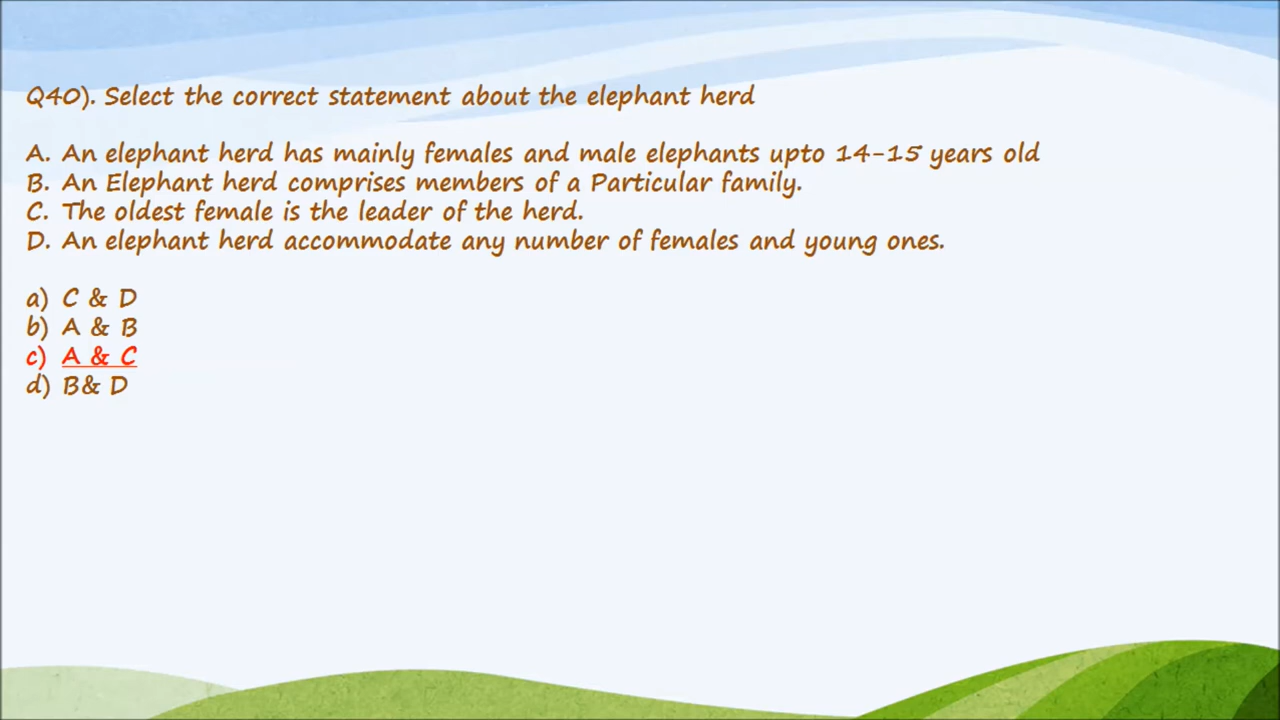 Q40). Select the correct statement about the elephant herd
A. An elephant herd has mainly females and male elephants upto 14-15 years old
B. An Elephant herd comprises members of a Particular family.
C. The oldest female is the leader of the herd.
D. An elephant herd accommodate any number of females and young ones.
a) C & D
b) A & B
c) A & C
d) B& D